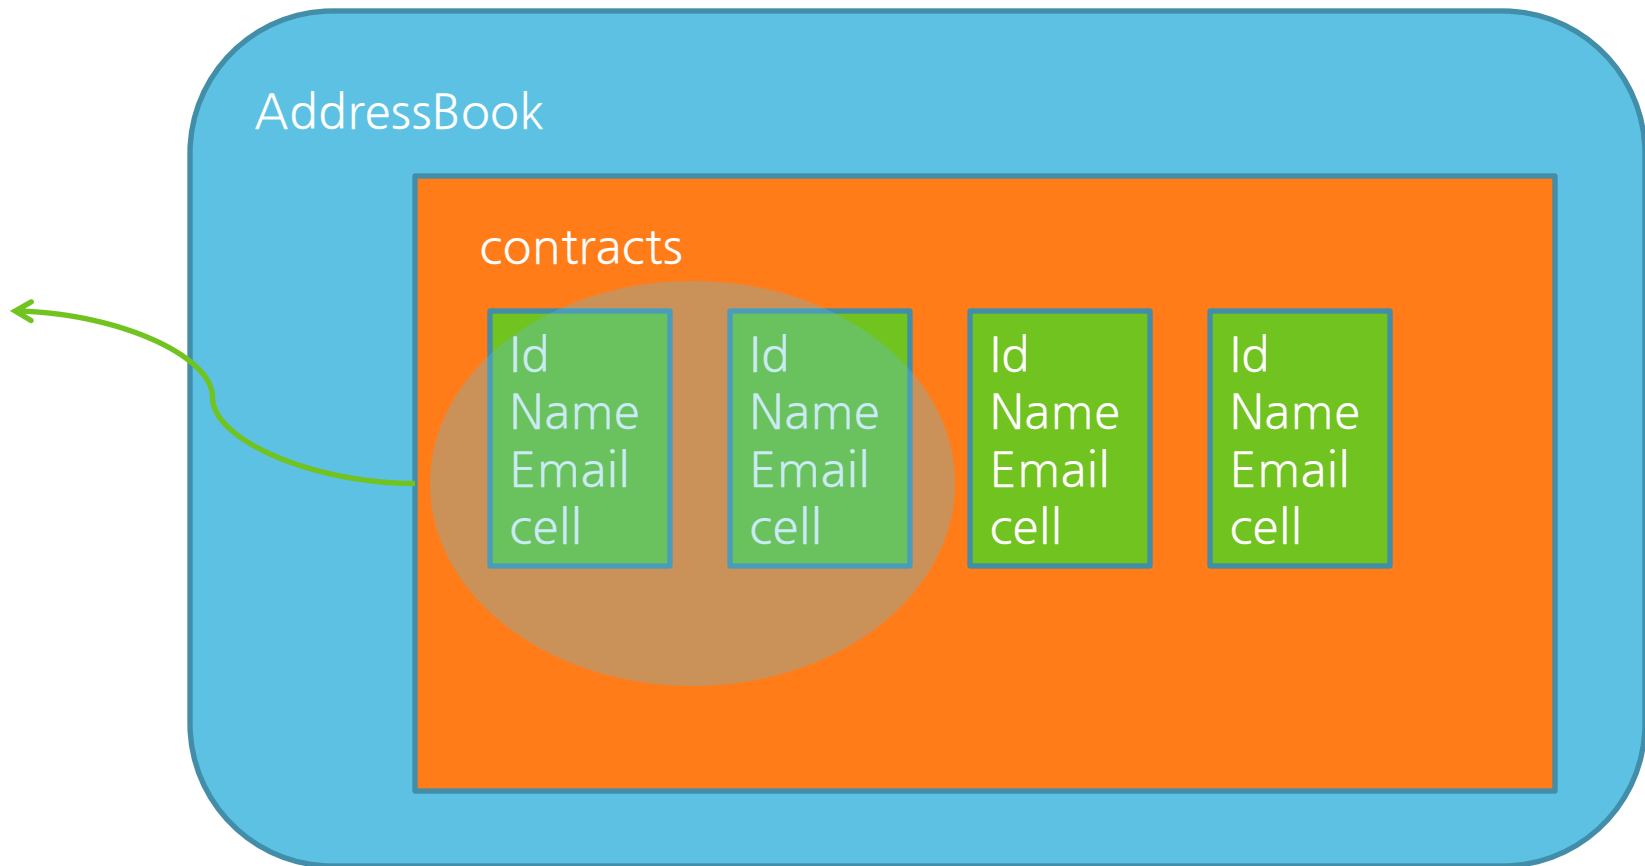 AddressBook
contracts
Id
Name
Email
cell
Id
Name
Email
cell
Id
Name
Email
cell
Id
Name
Email
cell